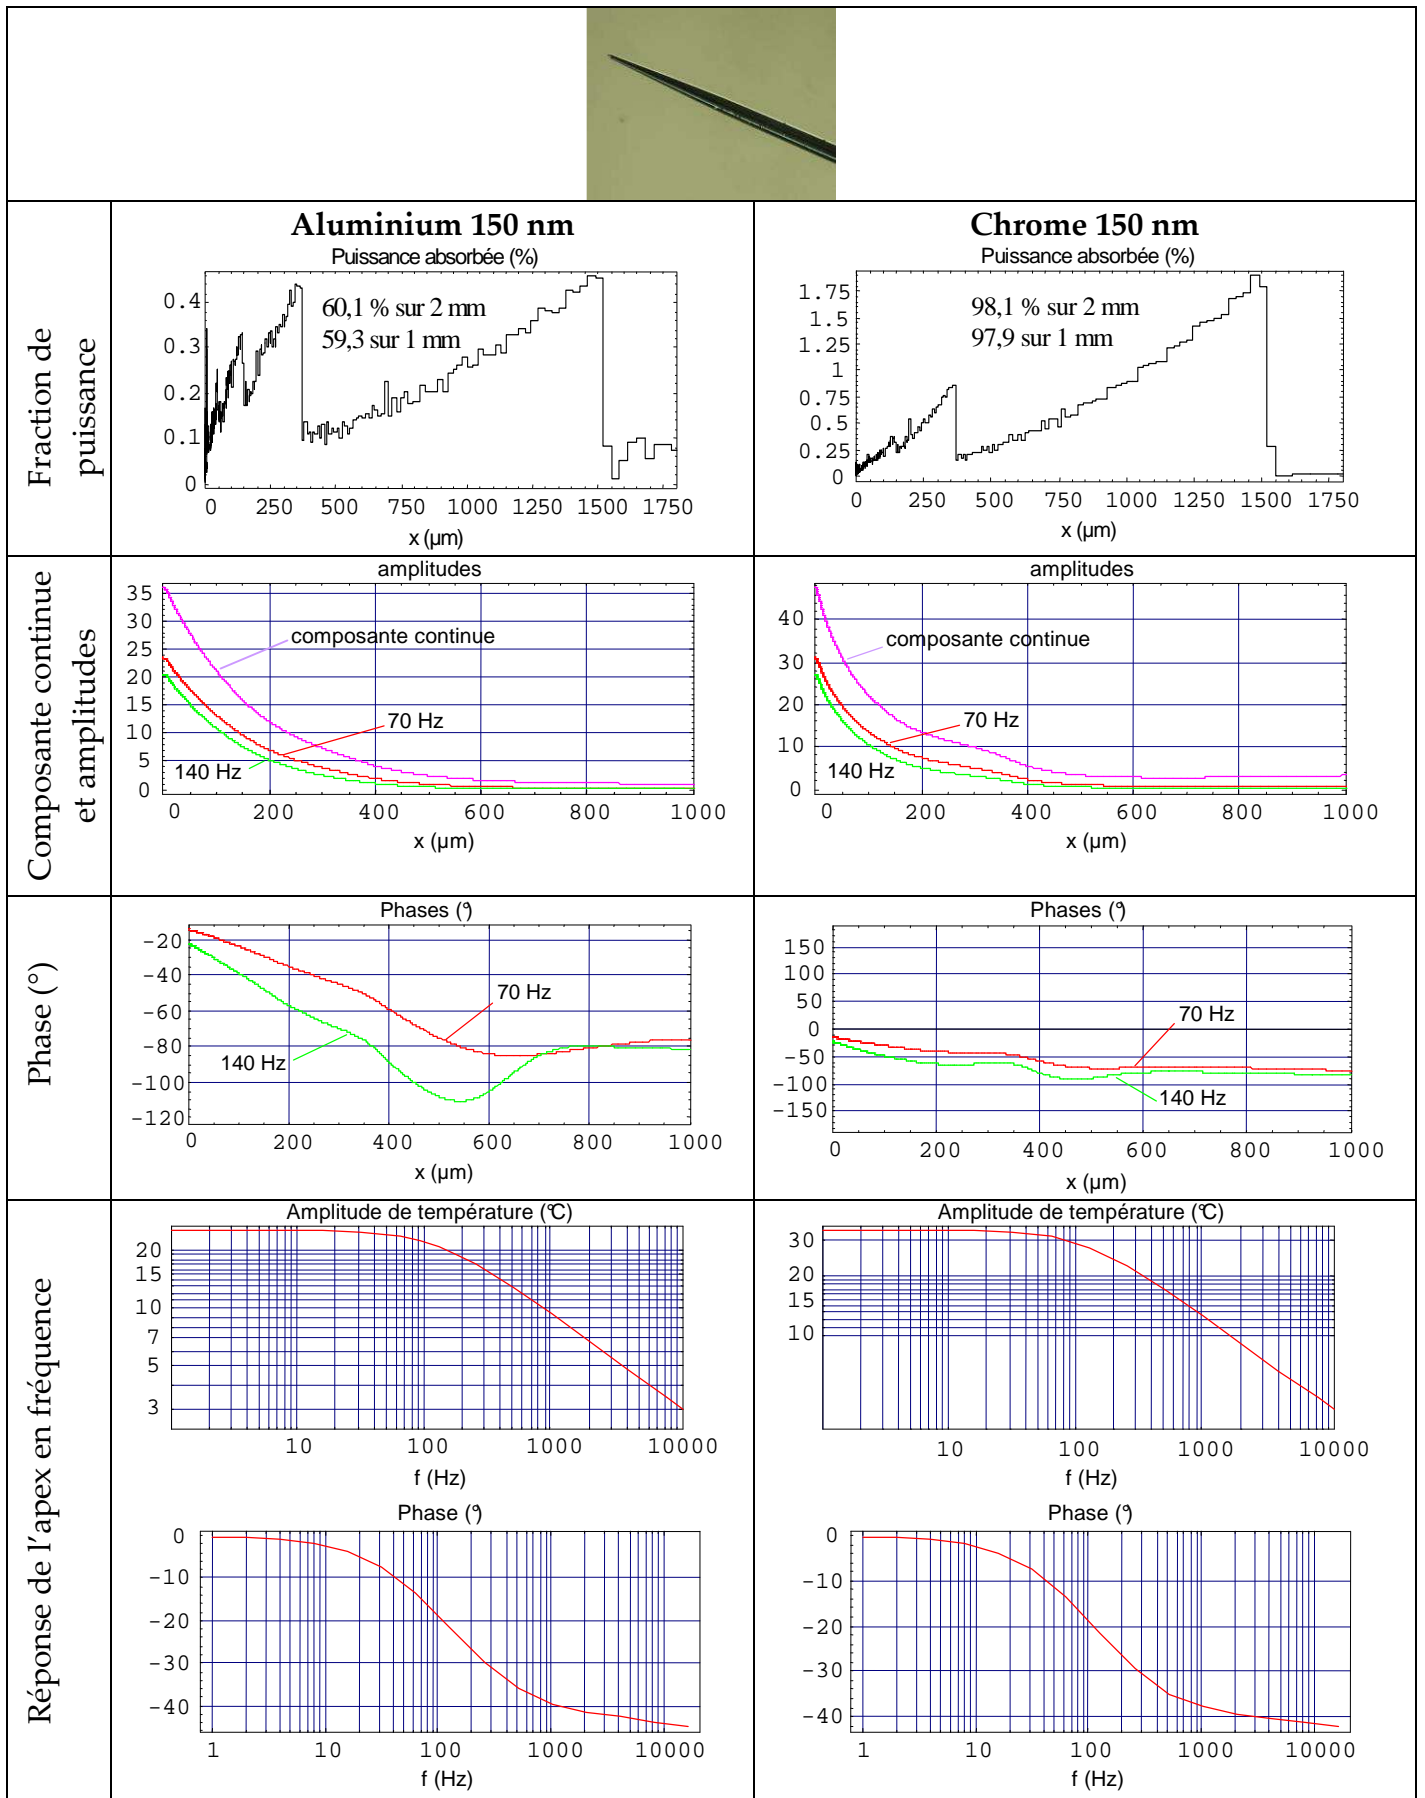 Aluminium 150 nm
Chrome 150 nm
Fraction de
puissance
Puissance absorbée (%)
60,1 % sur 2 mm
59,3 sur 1 mm
0.4
0.3
0.2
0.1
0
0 250 500 750 1000 1250 1500 1750
x (µm)
Puissance absorbée (%)
98,1 % sur 2 mm
97,9 sur 1 mm
1.75
1.5
1.25
1
0.75
0.5
0.25
0
0 250 500 750 1000 1250 1500 1750
x (µm)
Composante continue
et amplitudes
amplitudes
35
30
25
20
15
10
5
0
composante continue
70 Hz
140 Hz
0 200 400 600 800 1000
x (µm)
amplitudes
40
30
20
10
0
composante continue
70 Hz
140 Hz
0 200 400 600 800 1000
x (µm)
Phase (°)
Phases (°)
-20
-40
-60
-80
-100
-120
70 Hz
140 Hz
0 200 400 600 800 1000
x (µm)
Phases (°)
150
100
50
0
-50
-100
-150
70 Hz
140 Hz
0 200 400 600 800 1000
x (µm)
Réponse de l'apex en fréquence
Amplitude de température (°C)
20
15
10
7
5
3
10 100 1000 10000
f (Hz)
Amplitude de température (°C)
30
20
15
10
10 100 1000 10000
f (Hz)
Phase (°)
0
-10
-20
-30
-40
1 10 100 1000 10000
f (Hz)
Phase (°)
0
-10
-20
-30
-40
1 10 100 1000 10000
f (Hz)